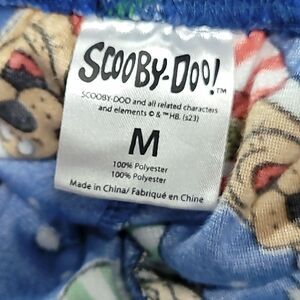 SCOOBY-DOO!™
SCOOBY-DOO and all related characters
and elements © & ™ HB. (s23)
M
100% Polyester
100% Polyester
Made in China/ Fabriqué en Chine